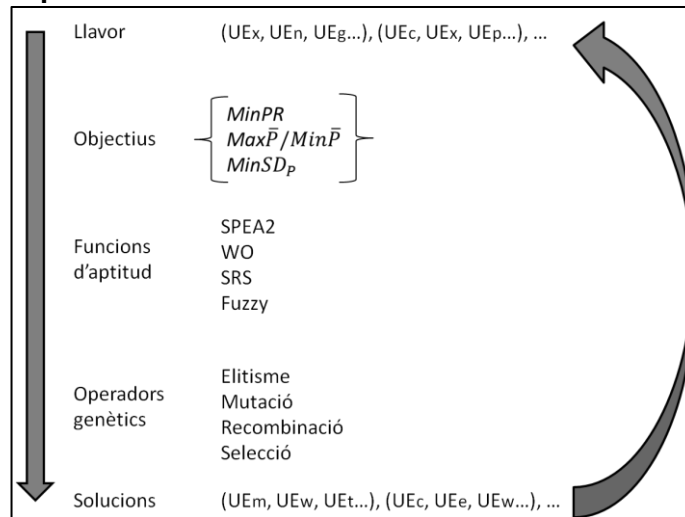 Llavor (UEx, UEn, UEg...), (UEc, UEx, UEp...), ...
MinPR
Objectius MaxP̅/MinP̅
MinSD_P
SPEA2
Funcions WO
d'aptitud SRS
Fuzzy
Elitisme
Operadors Mutació
genètics Recombinació
Selecció
Solucions (UEm, UEw, UEt...), (UEc, UEe, UEw...), ...